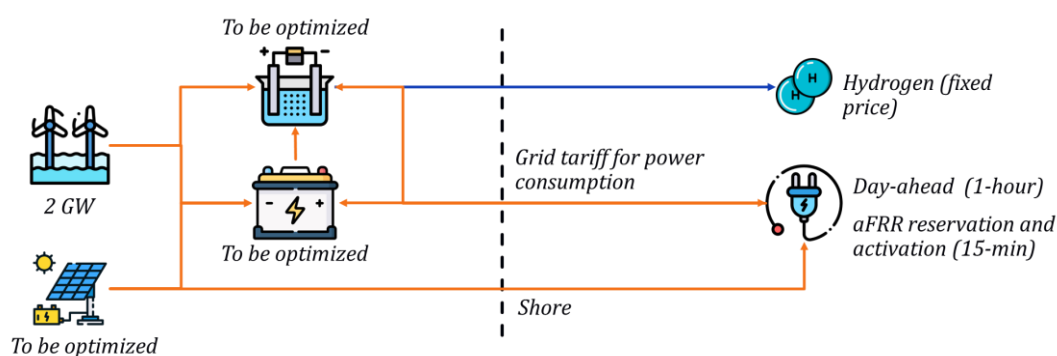 To be optimized
+
-
H
H
Hydrogen (fixed
price)
2 GW
- +
To be optimized
Grid tariff for power
consumption
Day-ahead (1-hour)
aFRR reservation and
activation (15-min)
Shore
To be optimized